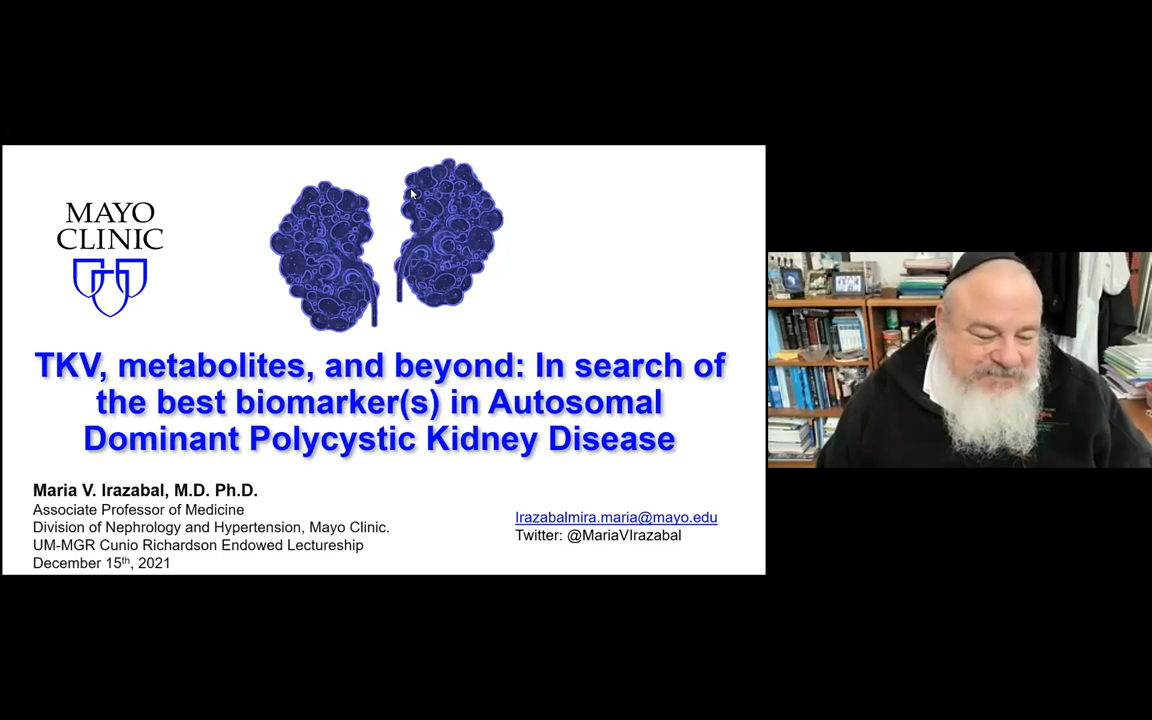 MAYO
CLINIC
TKV, metabolites, and beyond: In search of
the best biomarker(s) in Autosomal
Dominant Polycystic Kidney Disease
Maria V. Irazabal, M.D. Ph.D.
Associate Professor of Medicine
Division of Nephrology and Hypertension, Mayo Clinic.
UM-MGR Cunio Richardson Endowed Lectureship
December 15th, 2021
Irazabalmira.maria@mayo.edu
Twitter: @MariaVIrazabal